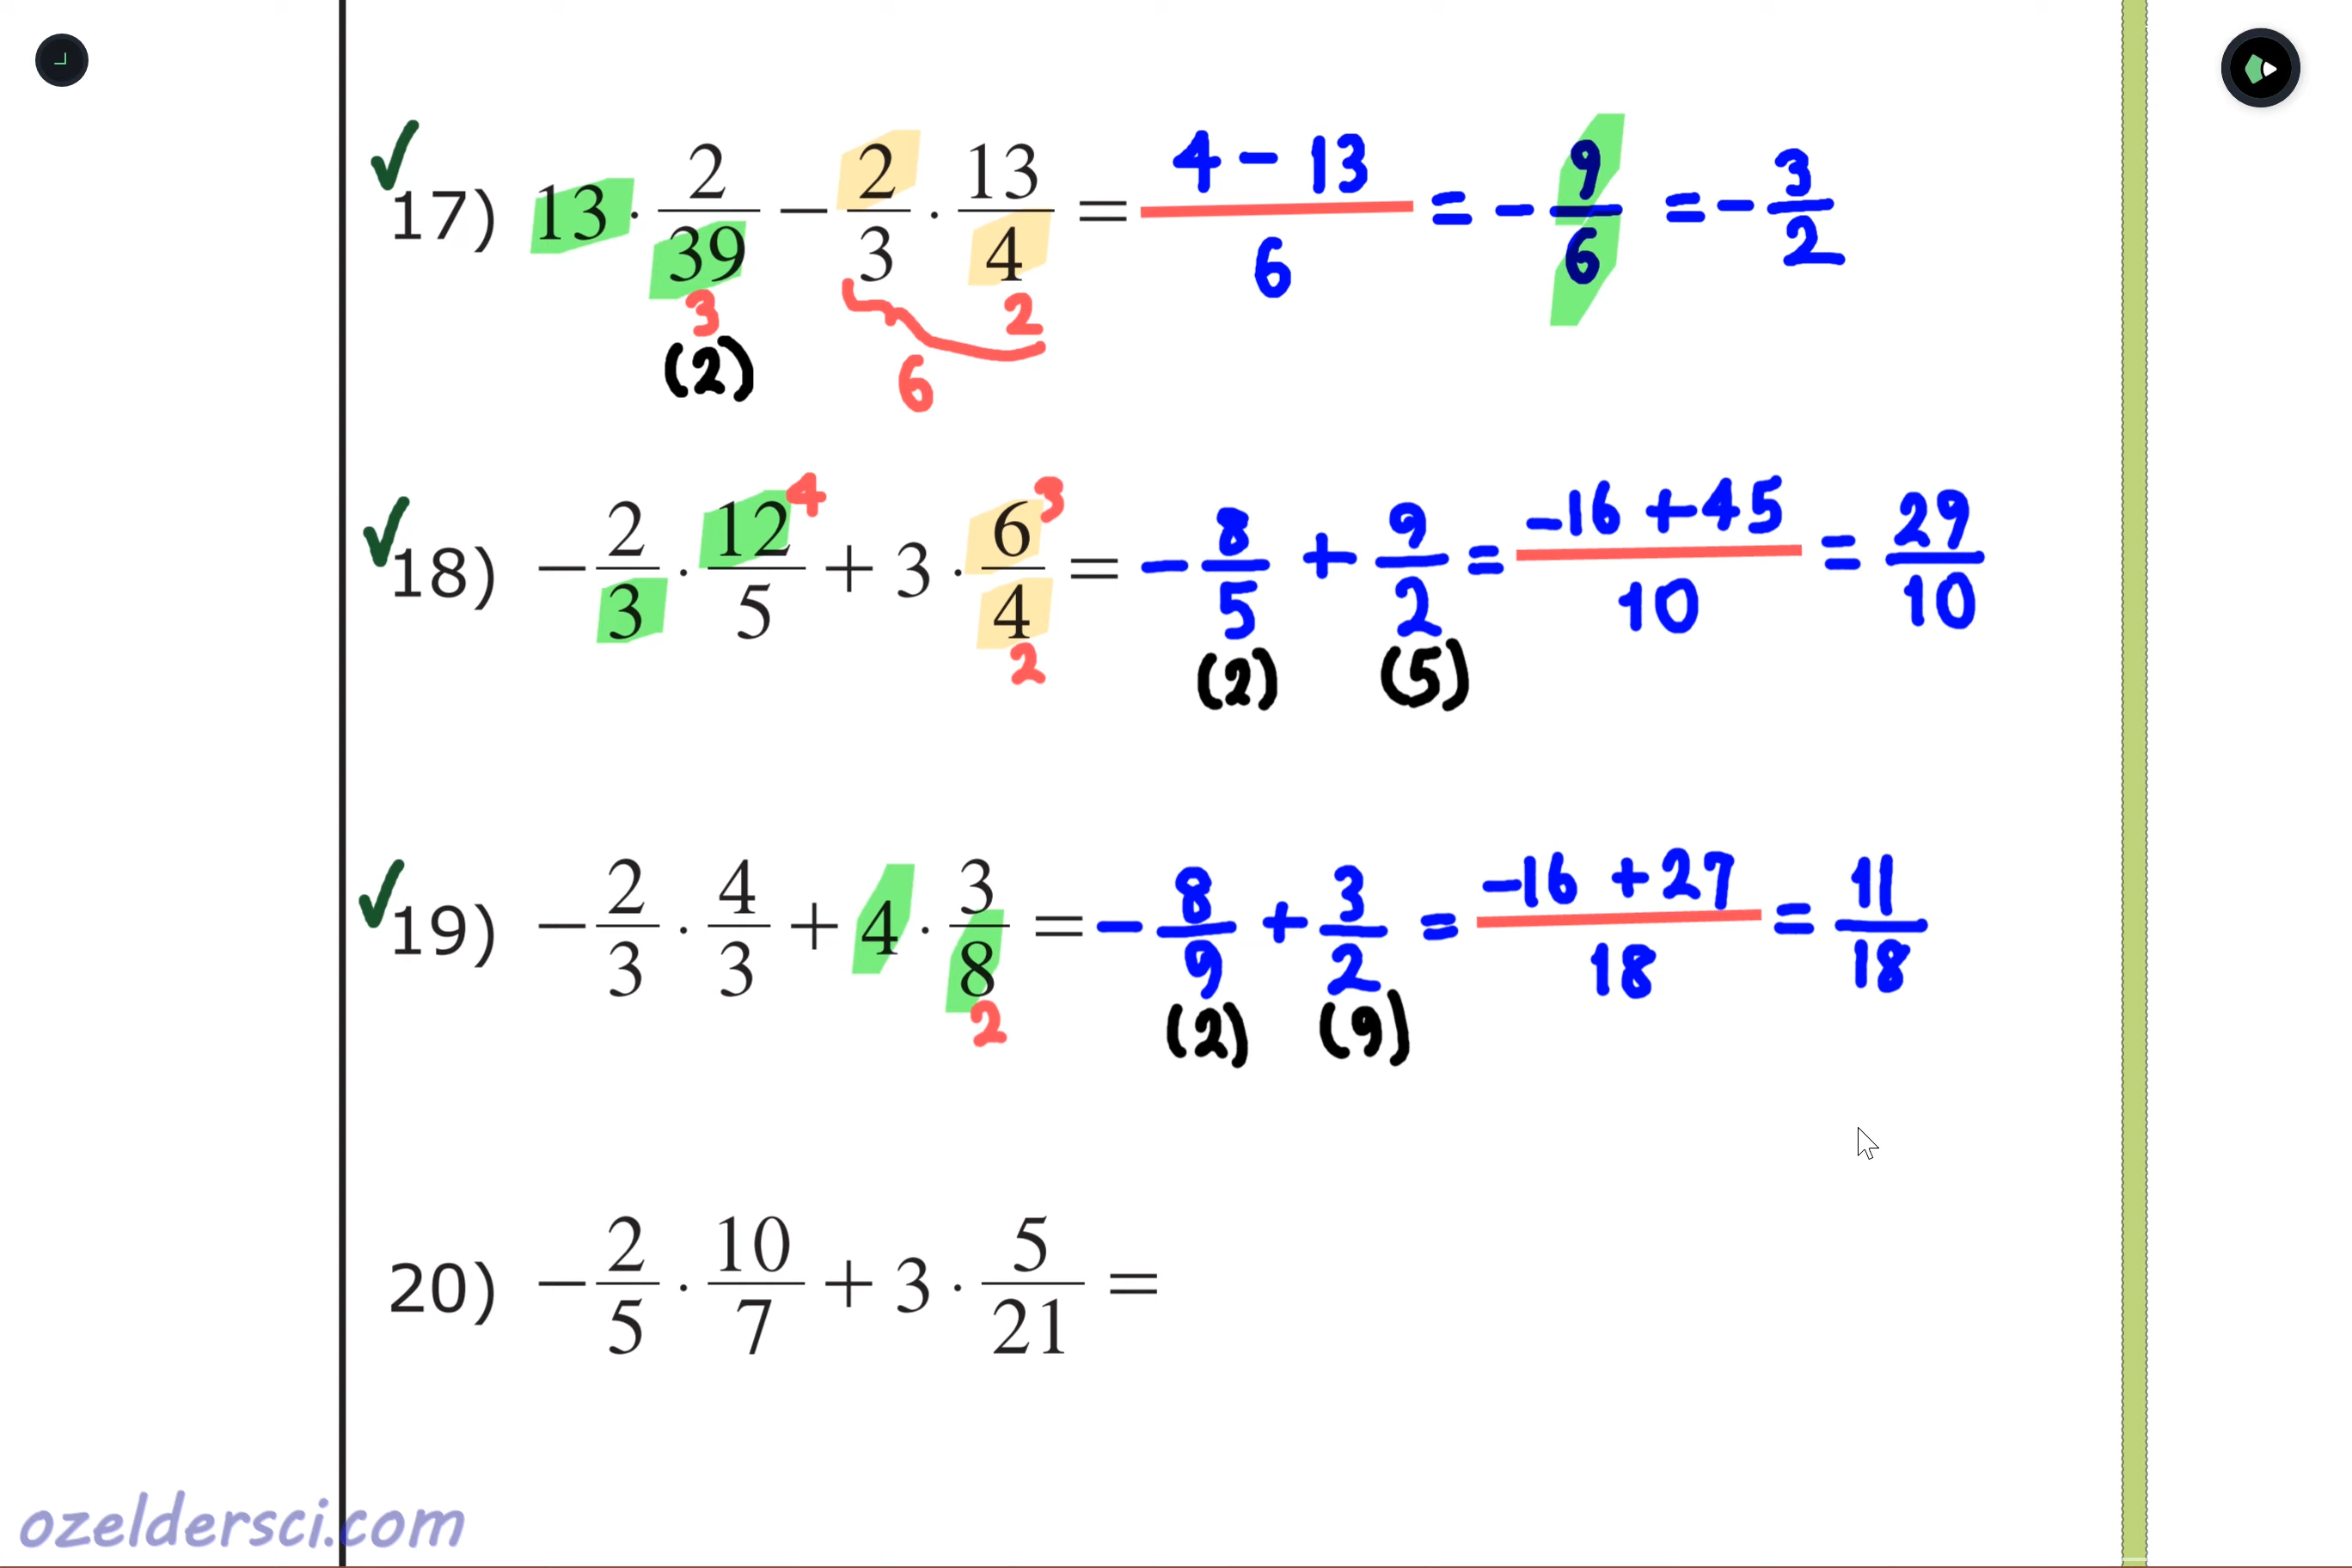 17) 13 · 2/39 − 2/3 · 13/4 = 4 − 13/6 = − 9/6 = − 3/2
3 2
(2) 6
18) − 2/3 · 12/5 + 3 · 6/4 = − 8/5 + 9/2 = −16 + 45/10 = 29/10
4 3
2 (2) (5)
19) − 2/3 · 4/3 + 4 · 3/8 = − 8/9 + 3/2 = −16 + 27/18 = 11/18
2 (2) (9)
20) − 2/5 · 10/7 + 3 · 5/21 =
ozeldersci.com